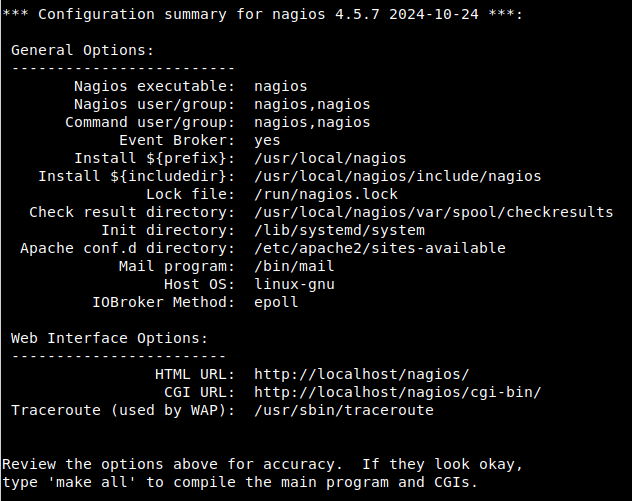 *** Configuration summary for nagios 4.5.7 2024-10-24 ***:
General Options:
-------------------------
Nagios executable: nagios
Nagios user/group: nagios,nagios
Command user/group: nagios,nagios
Event Broker: yes
Install ${prefix}: /usr/local/nagios
Install ${includedir}: /usr/local/nagios/include/nagios
Lock file: /run/nagios.lock
Check result directory: /usr/local/nagios/var/spool/checkresults
Init directory: /lib/systemd/system
Apache conf.d directory: /etc/apache2/sites-available
Mail program: /bin/mail
Host OS: linux-gnu
IOBroker Method: epoll
Web Interface Options:
------------------------
HTML URL: http://localhost/nagios/
CGI URL: http://localhost/nagios/cgi-bin/
Traceroute (used by WAP): /usr/sbin/traceroute
Review the options above for accuracy. If they look okay,
type 'make all' to compile the main program and CGIs.